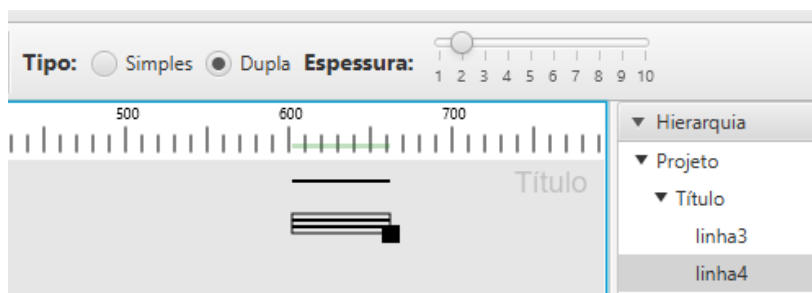 Tipo: Simples Dupla Espessura:
1 2 3 4 5 6 7 8 9 10
500 600 700
Hierarquia
Projeto
Título
Título
linha3
linha4